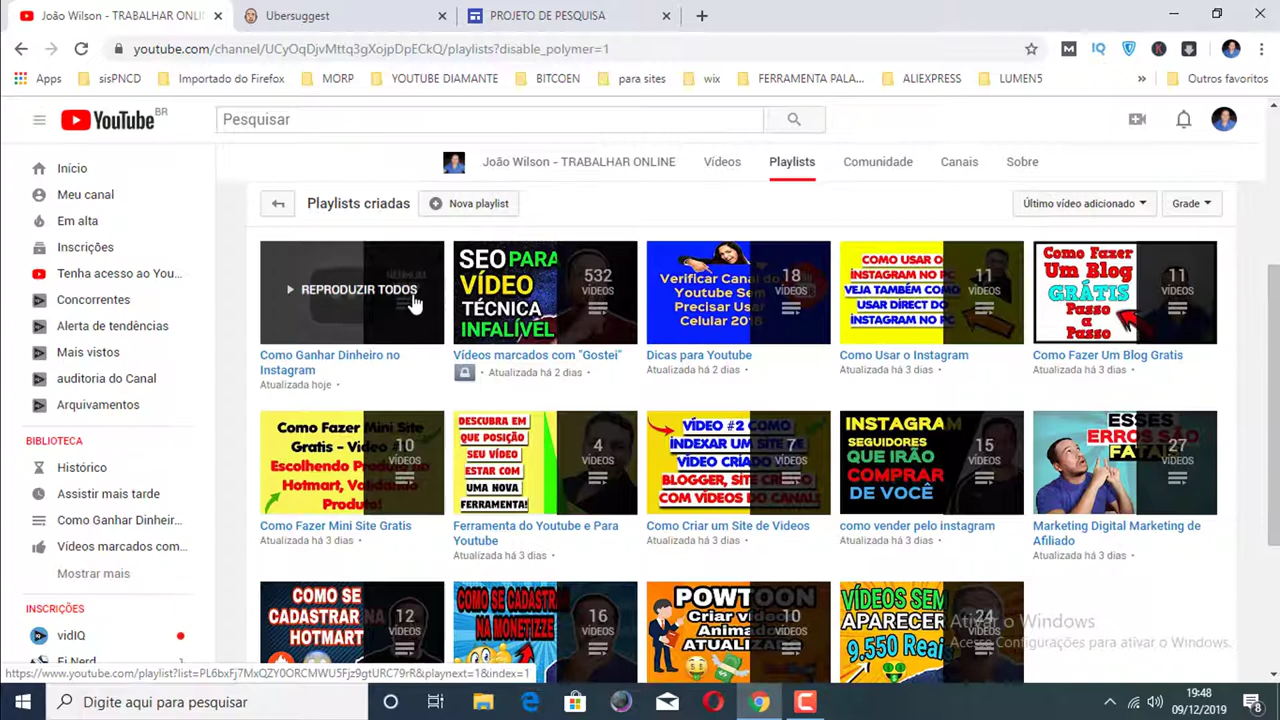 João Wilson - TRABALHAR ONLI
Ubersuggest
PROJETO DE PESQUISA
youtube.com/channel/UCyOqDjvMttq3gXojpDpECkQ/playlists?disable_polymer=1
Apps
sisPNCD
Importado do Firefox
MORP
YOUTUBE DIAMANTE
BITCOEN
para sites
wix
FERRAMENTA PALA...
ALIEXPRESS
LUMEN5
»
Outros favoritos
YouTube BR
Pesquisar
João Wilson - TRABALHAR ONLINE
Vídeos
Playlists
Comunidade
Canais
Sobre
Início
Meu canal
Em alta
Inscrições
Tenha acesso ao You...
Concorrentes
Alerta de tendências
Mais vistos
auditoria do Canal
Arquivamentos
BIBLIOTECA
Histórico
Assistir mais tarde
Como Ganhar Dinheir...
Vídeos marcados com...
Mostrar mais
INSCRIÇÕES
vidIQ
Ei Nerd
Playlists criadas
Nova playlist
Último vídeo adicionado
Grade
REPRODUZIR TODOS
Como Ganhar Dinheiro no
Instagram
Atualizada hoje •
SEO PARA
VÍDEO
TÉCNICA
INFALÍVEL
532
VÍDEOS
Vídeos marcados com "Gostei"
• Atualizada há 2 dias •
Verificar Canal do
Youtube Sem
Precisar Usar
Celular 2018
18
VÍDEOS
Dicas para Youtube
Atualizada há 2 dias •
COMO USAR O
INSTAGRAM NO PC
VEJA TAMBÉM COMO
USAR DIRECT DO
INSTAGRAM NO PC
11
VÍDEOS
Como Usar o Instagram
Atualizada há 3 dias •
Como Fazer
Um Blog
GRÁTIS
Passo
a
Passo
11
VÍDEOS
Como Fazer Um Blog Gratis
Atualizada há 3 dias •
Como Fazer Mini Site
Gratis - Video
Escolhendo Produto
Hotmart, Validando
Produto
10
VÍDEOS
Como Fazer Mini Site Gratis
Atualizada há 3 dias •
DESCUBRA EM
QUE POSIÇÃO
SEU VÍDEO
ESTAR COM
UMA NOVA
FERRAMENTA!
4
VÍDEOS
Ferramenta do Youtube e Para
Youtube
Atualizada há 3 dias •
VÍDEO #2 COMO
INDEXAR UM SITE
VÍDEO CRIADO
BLOGGER, SITE
COM VÍDEOS DO CANAL
7
VÍDEOS
Como Criar um Site de Videos
Atualizada há 3 dias •
INSTAGRAM
SEGUIDORES
QUE IRÃO
COMPRAR
DE VOCÊ
15
VÍDEOS
como vender pelo instagram
Atualizada há 3 dias •
ESSES
ERROS SÃO
FATAL
27
VÍDEOS
Marketing Digital Marketing de
Afiliado
Atualizada há 3 dias •
COMO SE
CADASTRAR NA
HOTMART
12
VÍDEOS
COMO SE CADASTRAR
NA MONETIZZE
16
VÍDEOS
POWTOON
Criar vídeo
Animado
ATUALIZADO
10
VÍDEOS
VÍDEOS SEM
APARECER
9.550 Reais
24
VÍDEOS
Ativar o Windows
Acesse Configurações para ativar o Windows.
https://www.youtube.com/playlist?list=PL6bxFj7MxQZY0ORCMWU5Fjz9gtURC79rR&playnext=1&index=1
Digite aqui para pesquisar
19:48
09/12/2019
8